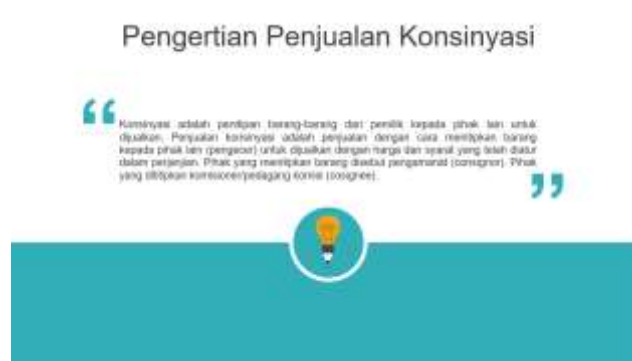 Pengertian Penjualan Konsinyasi
Konsinyasi adalah penitipan barang-barang dari pemilik kepada pihak lain untuk
dijualkan. Penjualan konsinyasi adalah penjualan dengan cara menitipkan barang
kepada pihak lain (pengecer) untuk dijualkan dengan harga dan syarat yang telah diatur
dalam perjanjian. Pihak yang menitipkan barang disebut pengamanat (consignor). Pihak
yang dititipkan komisioner/pedagang komisi (cosignee).